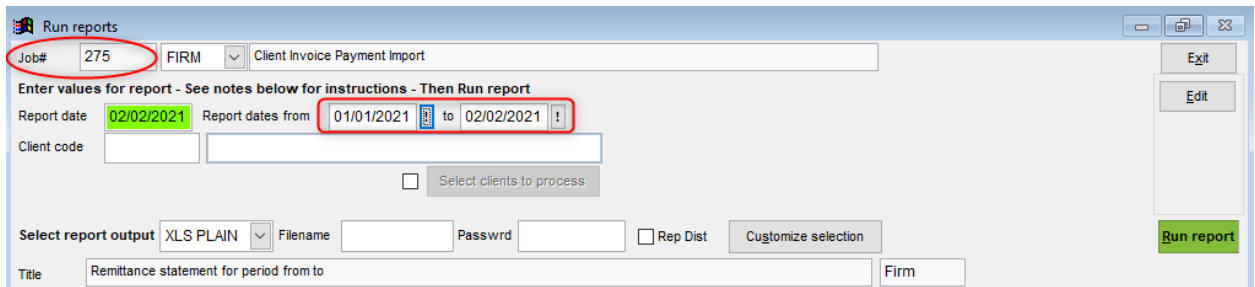 Run reports
Job# 275 FIRM Client Invoice Payment Import Exit
Enter values for report - See notes below for instructions - Then Run report
Edit
Report date 02/02/2021 Report dates from 01/01/2021 ! to 02/02/2021 !
Client code
Select clients to process
Select report output XLS PLAIN Filename Passwrd Rep Dist Customize selection Run report
Title Remittance statement for period from to Firm